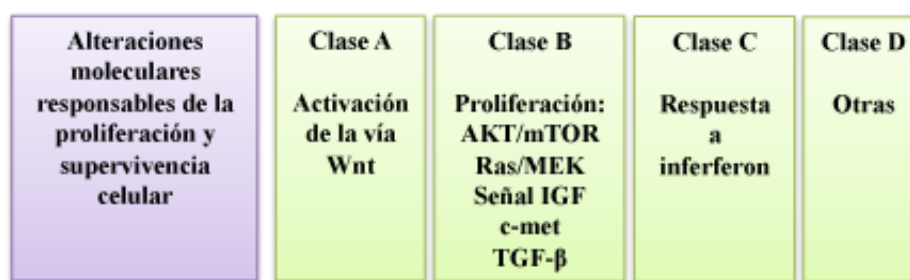 Alteraciones
moleculares
responsables de la
proliferación y
supervivencia
celular
Clase A
Activación
de la vía
Wnt
Clase B
Proliferación:
AKT/mTOR
Ras/MEK
Señal IGF
c-met
TGF-β
Clase C
Respuesta
a
inferferon
Clase D
Otras